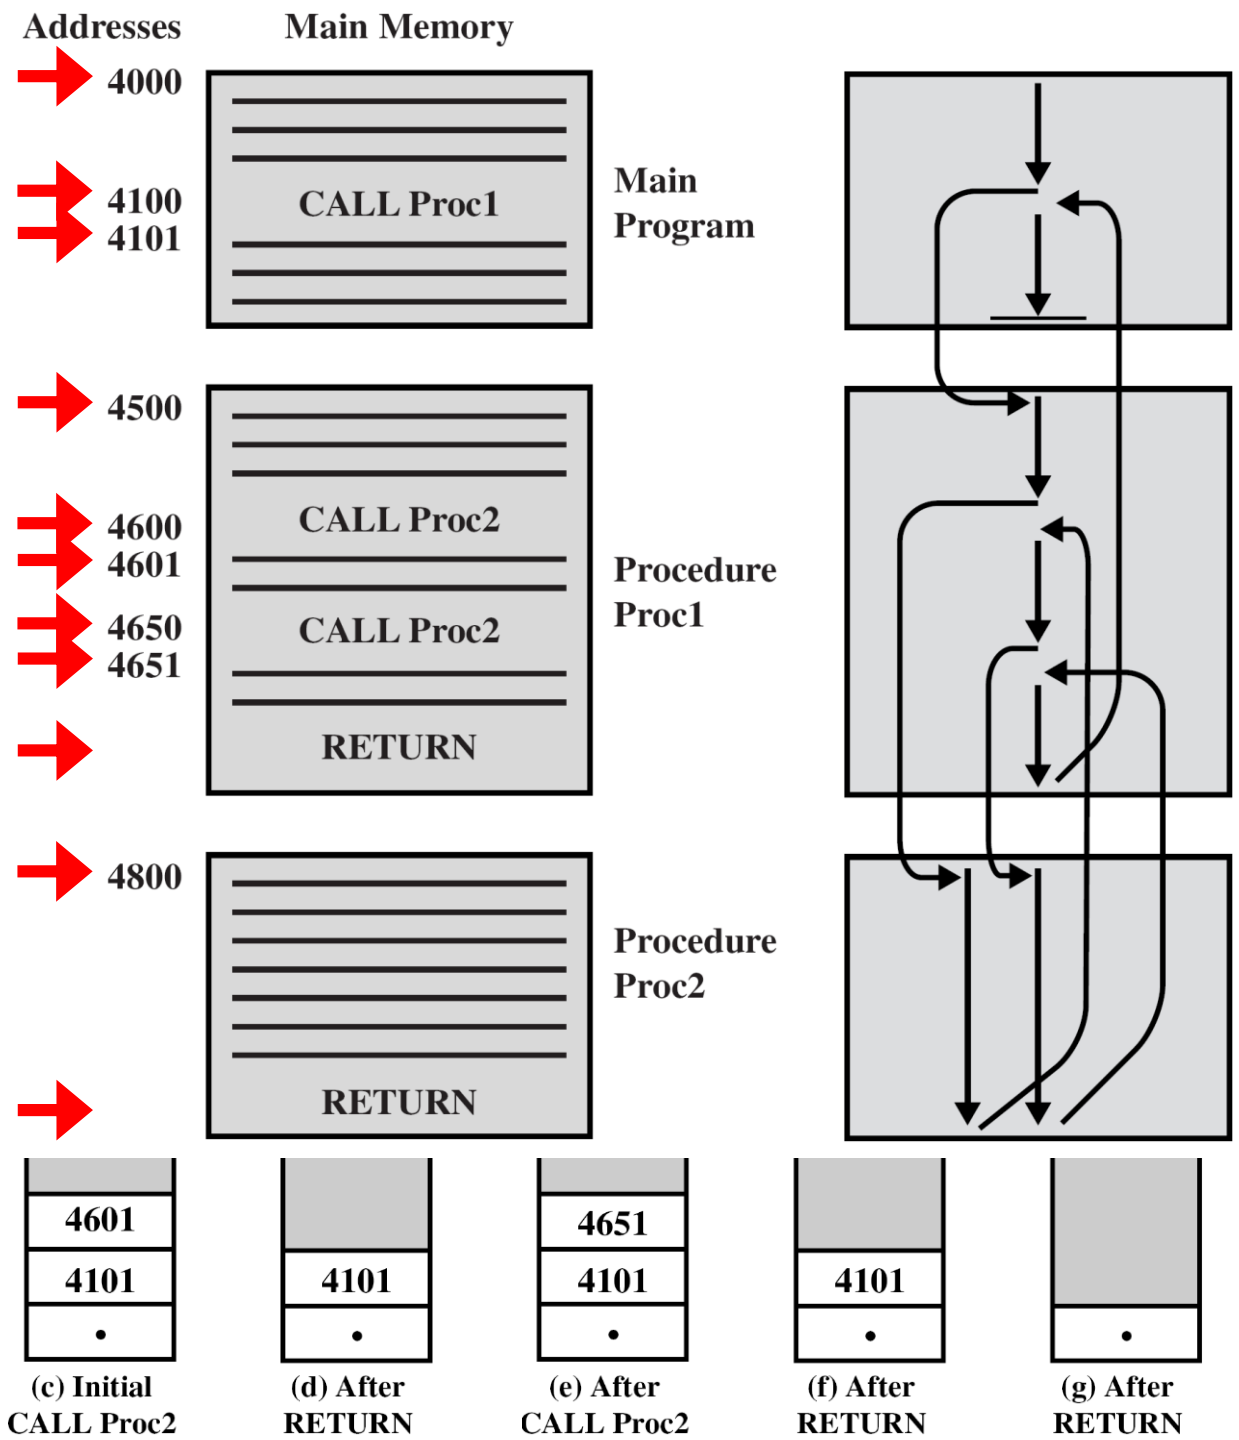 Addresses
Main Memory
4000
4100
CALL Proc1
4101
Main
Program
4500
4600
CALL Proc2
4601
4650
CALL Proc2
4651
RETURN
Procedure
Proc1
4800
Procedure
Proc2
RETURN
4601
4101
•
(c) Initial
CALL Proc2
4101
•
(d) After
RETURN
4651
4101
•
(e) After
CALL Proc2
4101
•
(f) After
RETURN
•
(g) After
RETURN